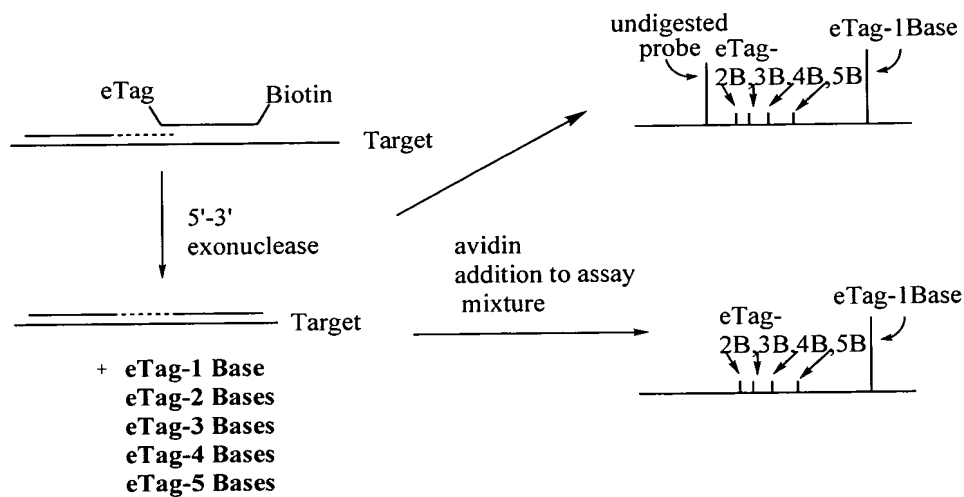 eTag
Biotin
Target
5'-3'
exonuclease
Target
+ eTag-1 Base
eTag-2 Bases
eTag-3 Bases
eTag-4 Bases
eTag-5 Bases
avidin
addition to assay
mixture
undigested
probe
eTag-
2B,3B,4B,5B
eTag-1Base
eTag-
2B,3B,4B,5B
eTag-1Base